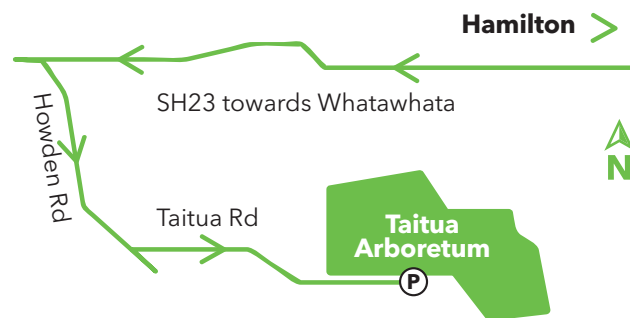 Hamilton
SH23 towards Whatawhata
Howden Rd
N
Taitua Rd
Taitua
Arboretum
P